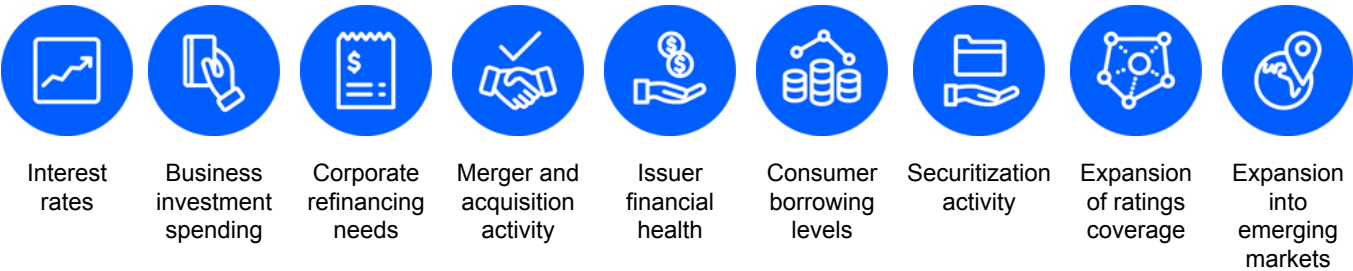 Interest
rates
Business
investment
spending
$
Corporate
refinancing
needs
Merger and
acquisition
activity
$
$
Issuer
financial
health
Consumer
borrowing
levels
Securitization
activity
Expansion
of ratings
coverage
Expansion
into
emerging
markets